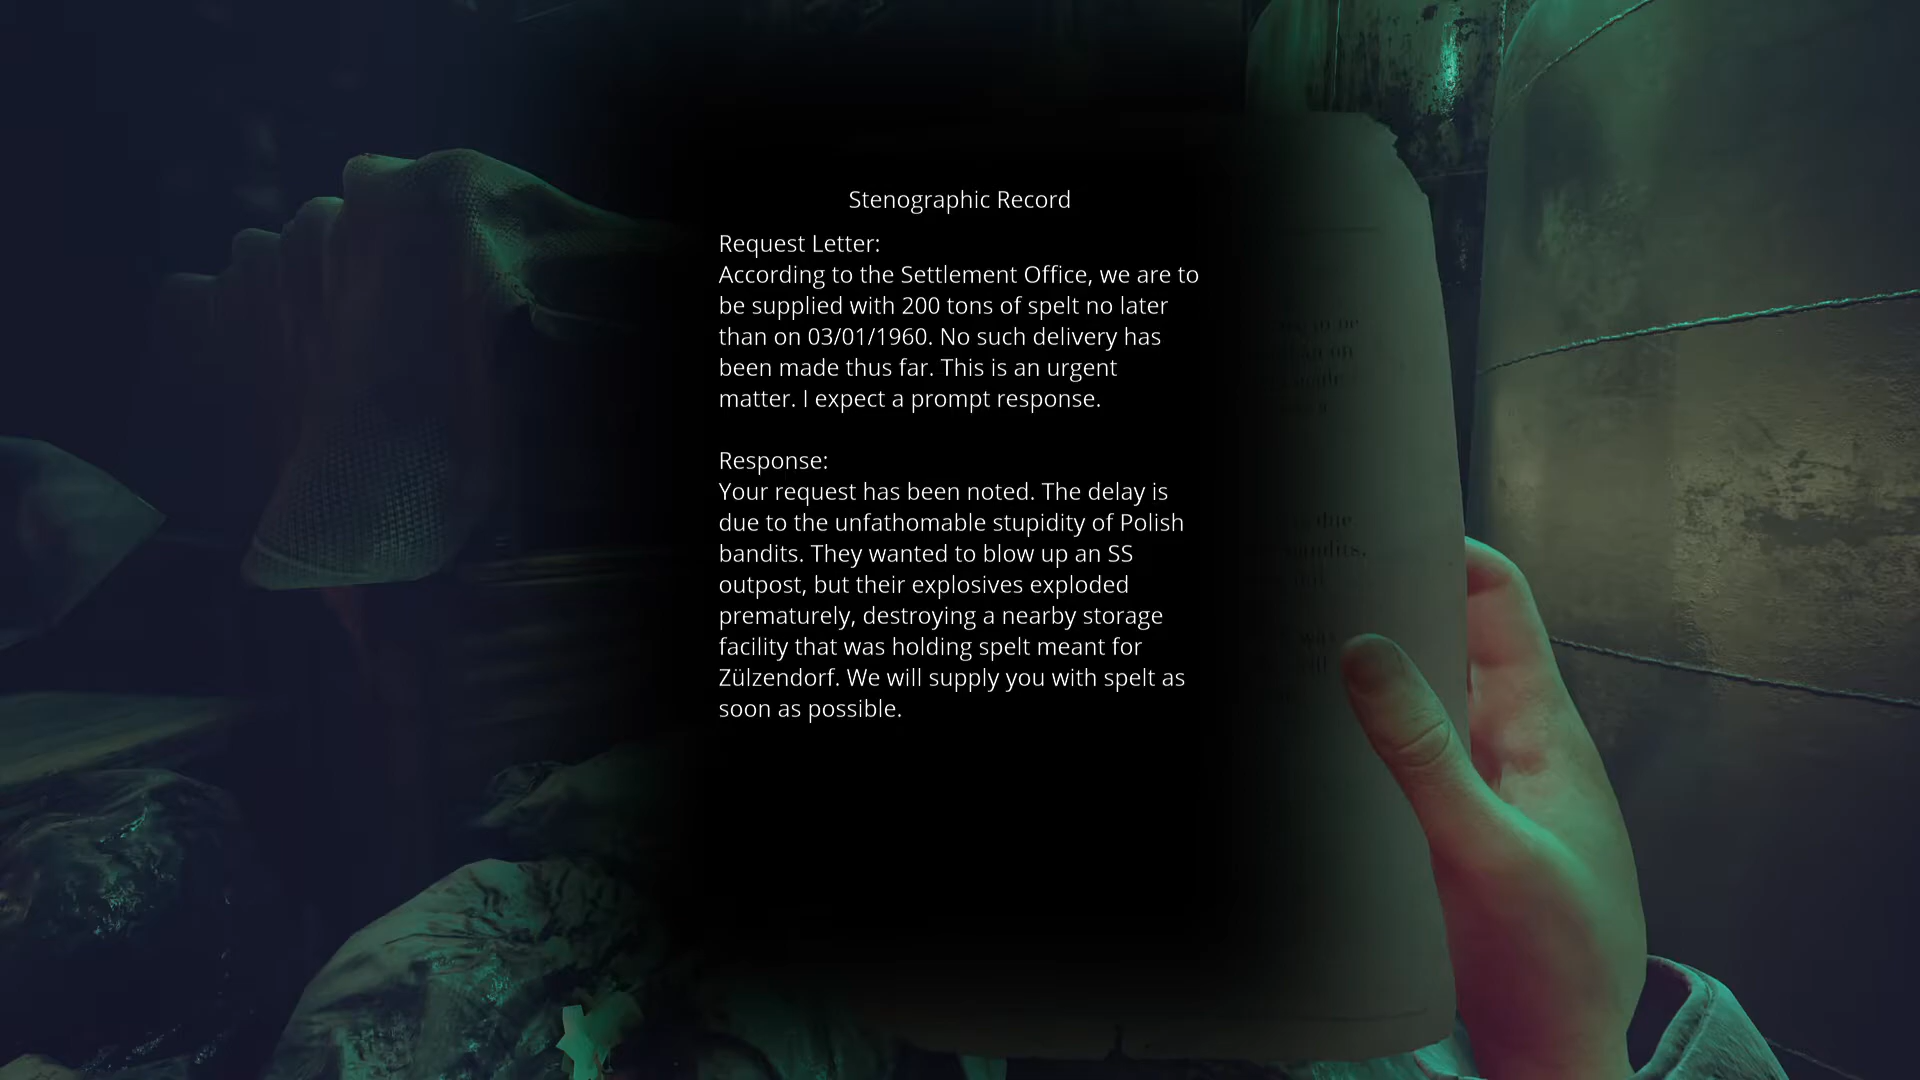 Stenographic Record
Request Letter:
According to the Settlement Office, we are to
be supplied with 200 tons of spelt no later
than on 03/01/1960. No such delivery has
been made thus far. This is an urgent
matter. I expect a prompt response.
Response:
Your request has been noted. The delay is
due to the unfathomable stupidity of Polish
bandits. They wanted to blow up an SS
outpost, but their explosives exploded
prematurely, destroying a nearby storage
facility that was holding spelt meant for
Zülzendorf. We will supply you with spelt as
soon as possible.